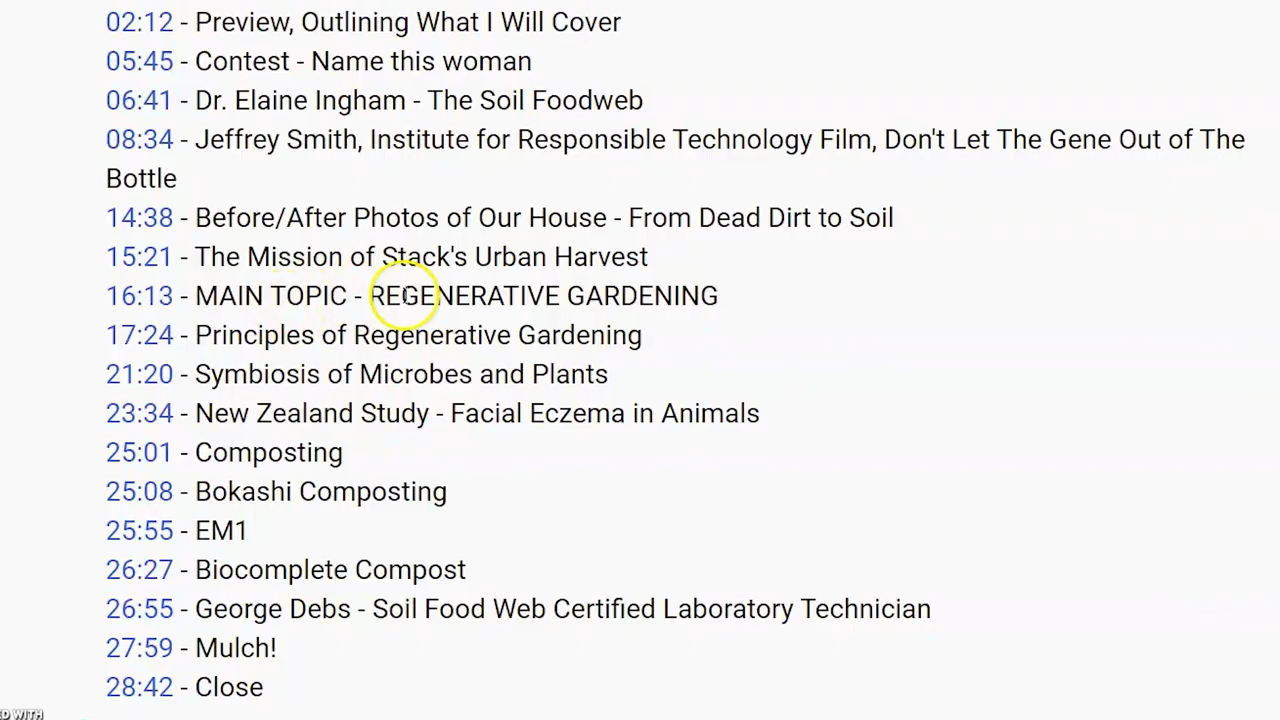 02:12 - Preview, Outlining What I Will Cover
05:45 - Contest - Name this woman
06:41 - Dr. Elaine Ingham - The Soil Foodweb
08:34 - Jeffrey Smith, Institute for Responsible Technology Film, Don't Let The Gene Out of The
Bottle
14:38 - Before/After Photos of Our House - From Dead Dirt to Soil
15:21 - The Mission of Stack's Urban Harvest
16:13 - MAIN TOPIC - REGENERATIVE GARDENING
17:24 - Principles of Regenerative Gardening
21:20 - Symbiosis of Microbes and Plants
23:34 - New Zealand Study - Facial Eczema in Animals
25:01 - Composting
25:08 - Bokashi Composting
25:55 - EM1
26:27 - Biocomplete Compost
26:55 - George Debs - Soil Food Web Certified Laboratory Technician
27:59 - Mulch!
28:42 - Close
WITH